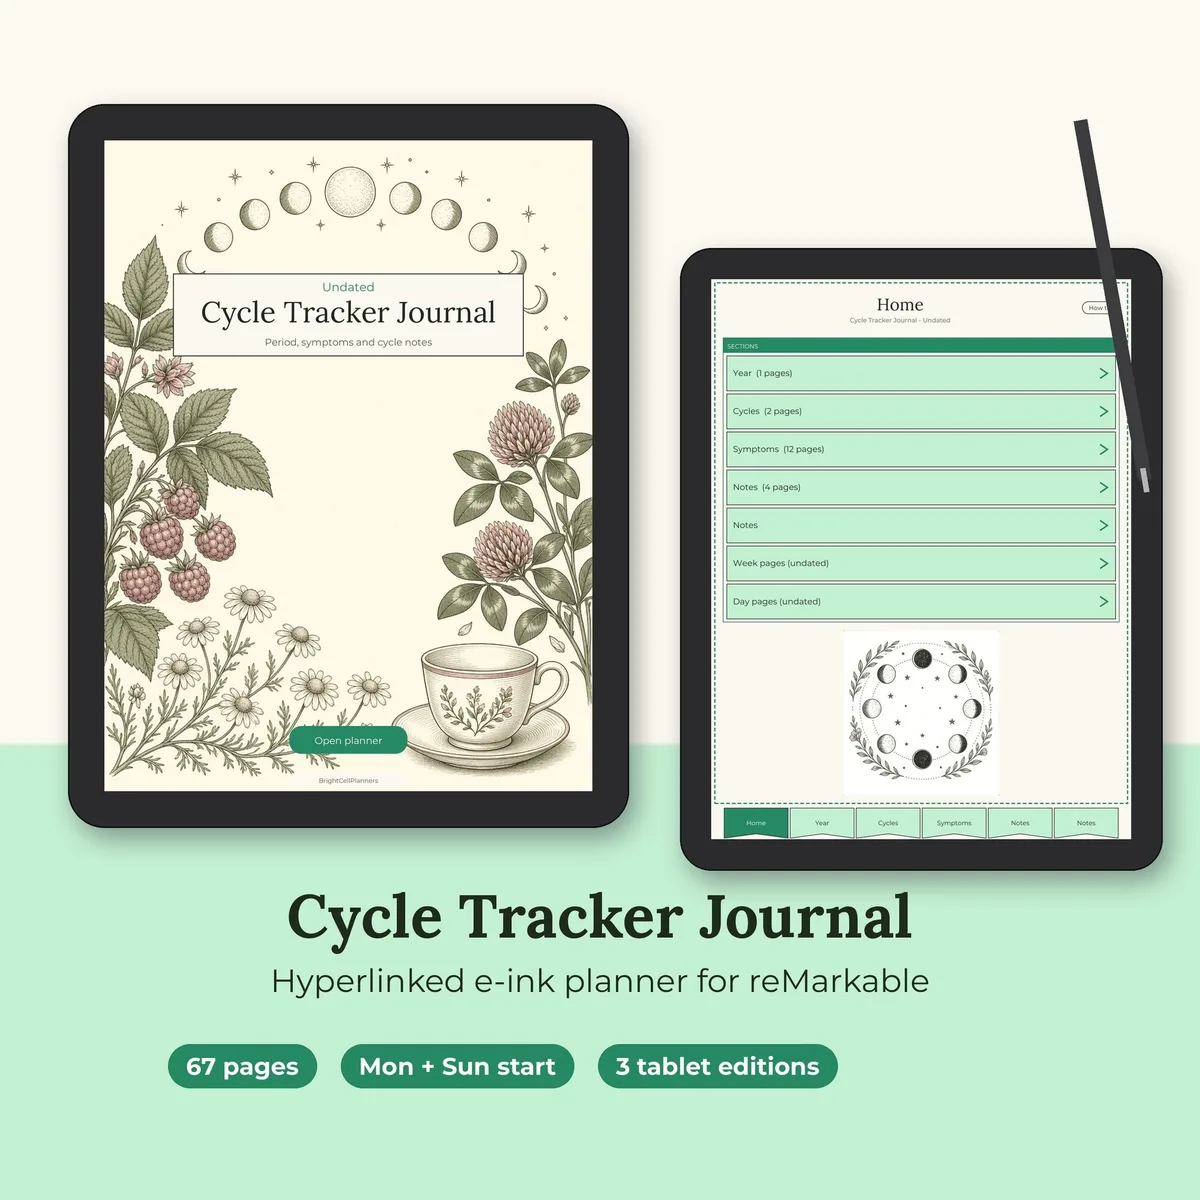 Undated
Cycle Tracker Journal
Period, symptoms and cycle notes
Open planner
BrightCellPlanners
Home
Cycle Tracker Journal - Undated
How t
SECTIONS
Year (1 pages)
Cycles (2 pages)
Symptoms (12 pages)
Notes (4 pages)
Notes
Week pages (undated)
Day pages (undated)
Home Year Cycles Symptoms Notes Notes
Cycle Tracker Journal
Hyperlinked e-ink planner for reMarkable
67 pages Mon + Sun start 3 tablet editions